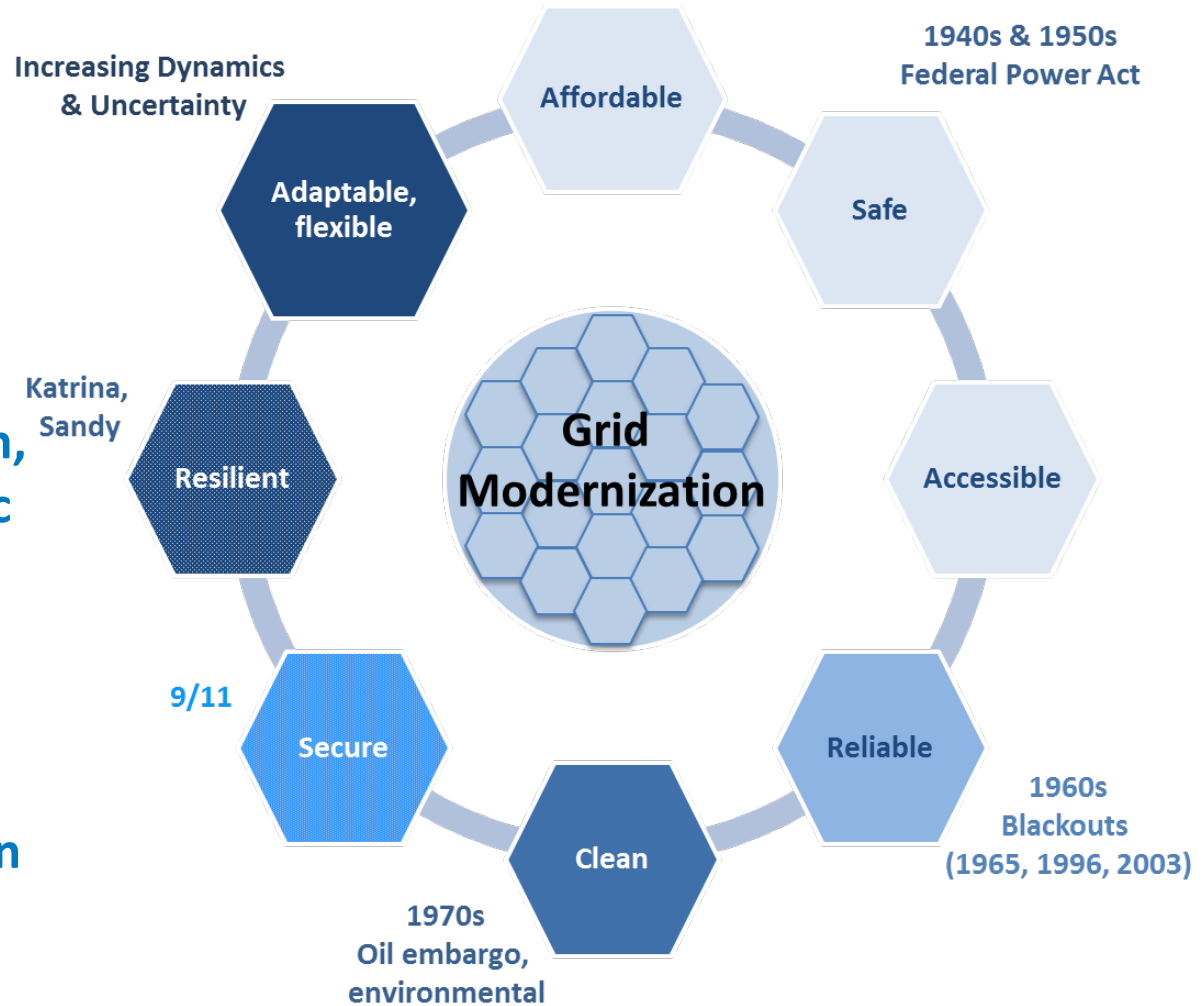 Increasing Dynamics
& Uncertainty
Affordable
1940s & 1950s
Federal Power Act
Adaptable,
flexible
Safe
Katrina,
Sandy
Resilient
Grid
Modernization
Accessible
9/11
Secure
Reliable
1960s
Blackouts
(1965, 1996, 2003)
Clean
1970s
Oil embargo,
environmental